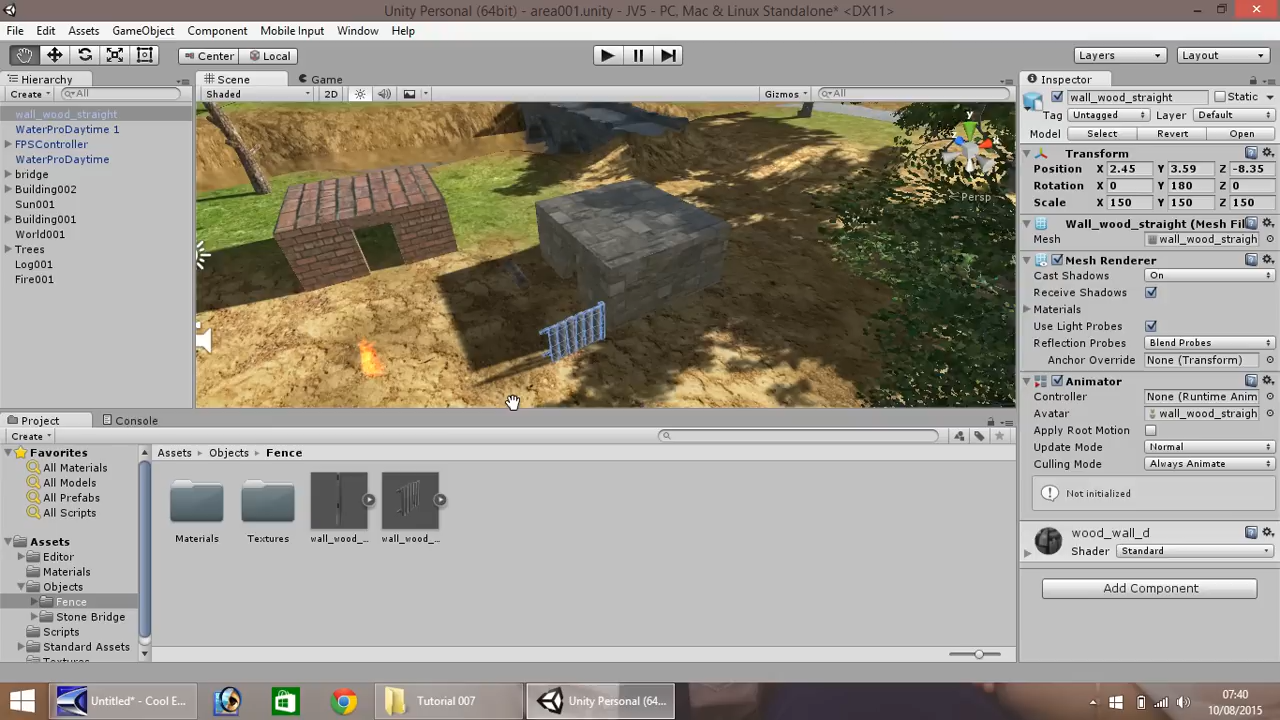 Unity Personal (64bit) - area001.unity - JV5 - PC, Mac & Linux Standalone* <DX11>
File Edit Assets GameObject Component Mobile Input Window Help
Center Local Layers Layout
Hierarchy
Create All
wall_wood_straight
WaterProDaytime 1
FPSController
WaterProDaytime
bridge
Building002
Sun001
Building001
World001
Trees
Log001
Fire001
Scene Game
Shaded 2D Gizmos All
y
Persp
Inspector
wall_wood_straight Static
Tag Untagged Layer Default
Model Select Revert Open
Transform
Position X 2.45 Y 3.59 Z -8.35
Rotation X 0 Y 180 Z 0
Scale X 150 Y 150 Z 150
Wall_wood_straight (Mesh Fil
Mesh wall_wood_straigh
Mesh Renderer
Cast Shadows On
Receive Shadows
Materials
Use Light Probes
Reflection Probes Blend Probes
Anchor Override None (Transform)
Animator
Controller None (Runtime Anim
Avatar wall_wood_straigh
Apply Root Motion
Update Mode Normal
Culling Mode Always Animate
Not initialized
wood_wall_d
Shader Standard
Add Component
Project Console
Create
Favorites
All Materials
All Models
All Prefabs
All Scripts
Assets
Editor
Materials
Objects
Fence
Stone Bridge
Scripts
Standard Assets
Assets Objects Fence
Materials Textures wall_wood_... wall_wood_...
Untitled* - Cool E... Tutorial 007 Unity Personal (64...
07:40
10/08/2015